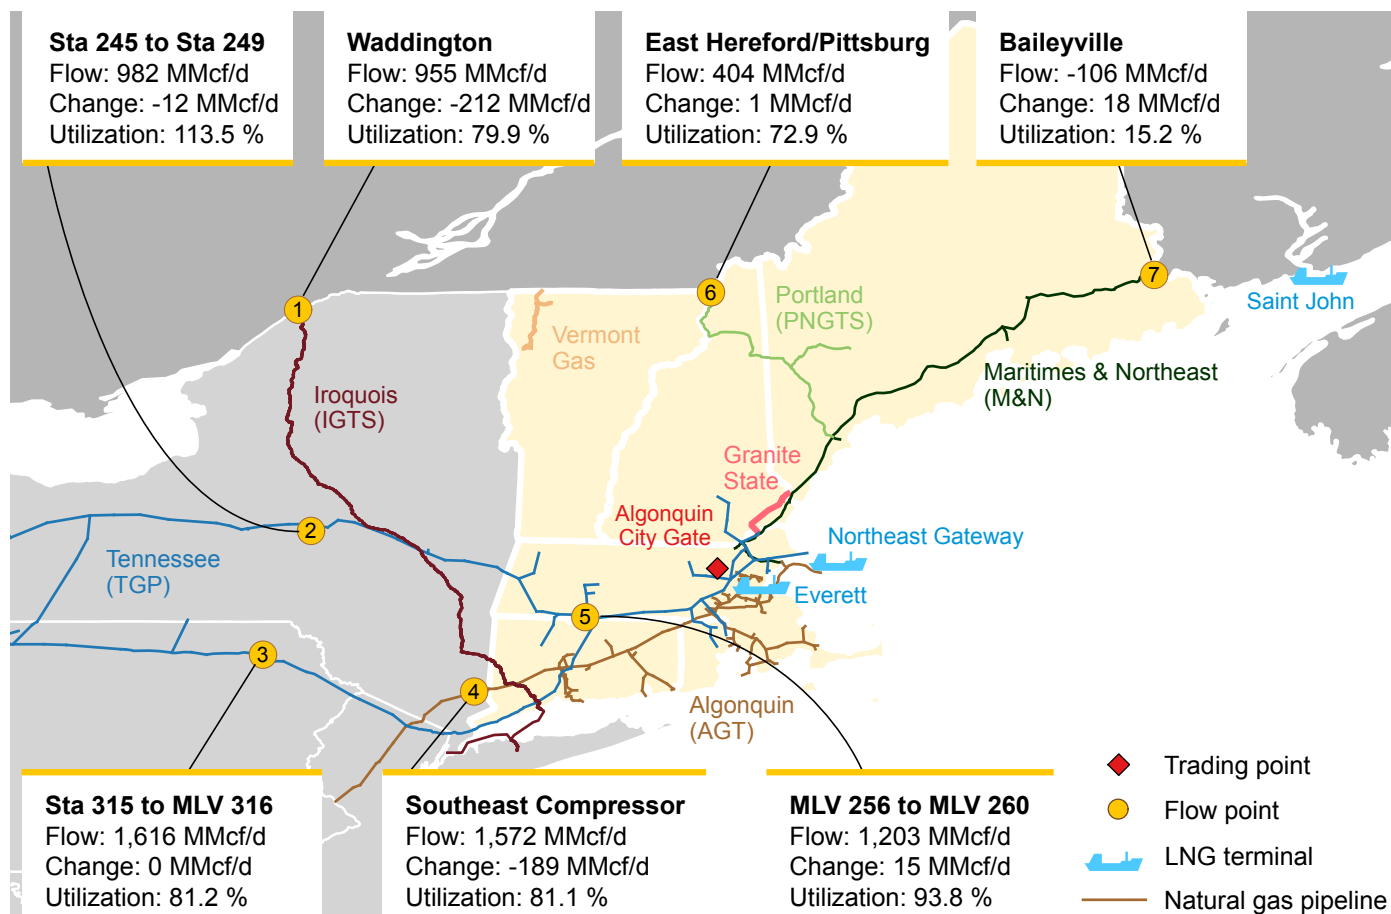 Sta 245 to Sta 249
Flow: 982 MMcf/d
Change: -12 MMcf/d
Utilization: 113.5 %
Waddington
Flow: 955 MMcf/d
Change: -212 MMcf/d
Utilization: 79.9 %
East Hereford/Pittsburg
Flow: 404 MMcf/d
Change: 1 MMcf/d
Utilization: 72.9 %
Baileyville
Flow: -106 MMcf/d
Change: 18 MMcf/d
Utilization: 15.2 %
1
6
7
Portland
(PNGTS)
Saint John
Vermont
Gas
Maritimes & Northeast
(M&N)
Iroquois
(IGTS)
Granite
State
Algonquin
City Gate
2
Northeast Gateway
Tennessee
(TGP)
Everett
5
3
4
Algonquin
(AGT)
Sta 315 to MLV 316
Flow: 1,616 MMcf/d
Change: 0 MMcf/d
Utilization: 81.2 %
Southeast Compressor
Flow: 1,572 MMcf/d
Change: -189 MMcf/d
Utilization: 81.1 %
MLV 256 to MLV 260
Flow: 1,203 MMcf/d
Change: 15 MMcf/d
Utilization: 93.8 %
Trading point
Flow point
LNG terminal
Natural gas pipeline